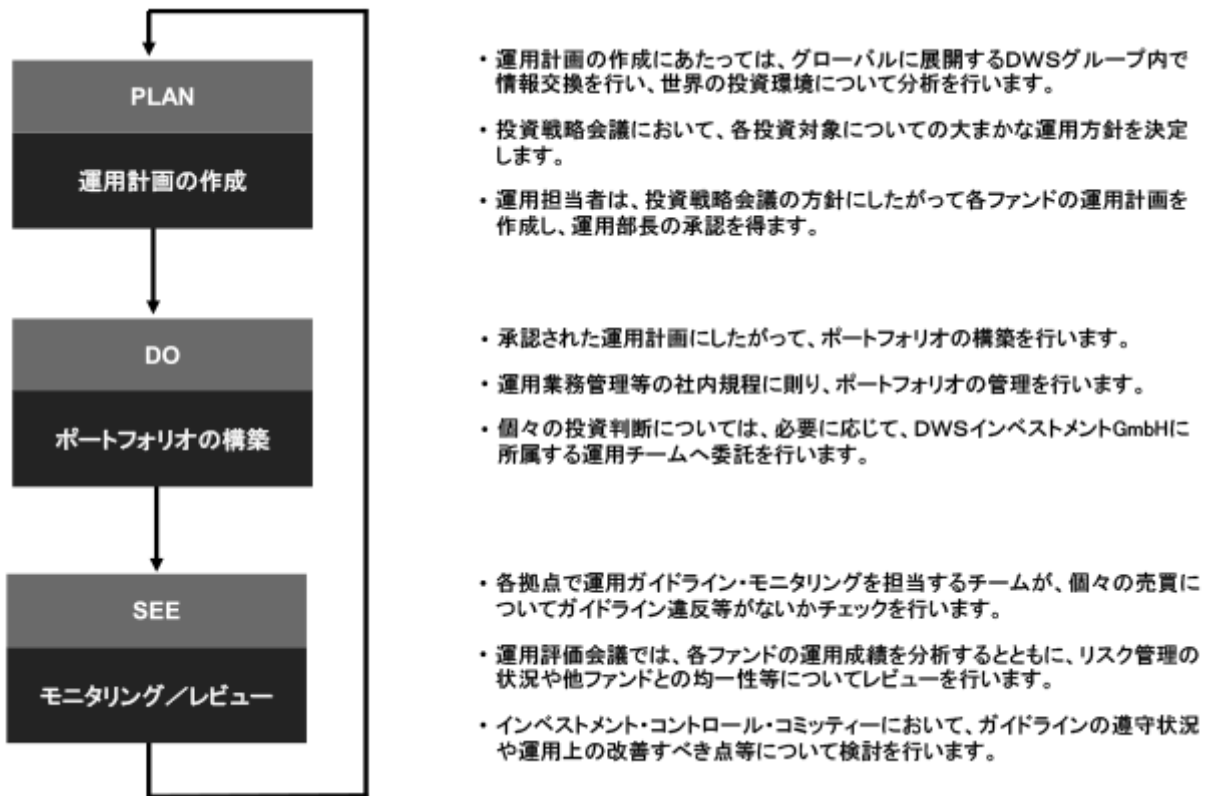 PLAN
運用計画の作成
・運用計画の作成にあたっては、グローバルに展開するDWSグループ内で
情報交換を行い、世界の投資環境について分析を行います。
・投資戦略会議において、各投資対象についての大まかな運用方針を決定
します。
・運用担当者は、投資戦略会議の方針にしたがって各ファンドの運用計画を
作成し、運用部長の承認を得ます。
DO
ポートフォリオの構築
・承認された運用計画にしたがって、ポートフォリオの構築を行います。
・運用業務管理等の社内規程に則り、ポートフォリオの管理を行います。
・個々の投資判断については、必要に応じて、DWSインベストメントGmbHに
所属する運用チームへ委託を行います。
SEE
モニタリング／レビュー
・各拠点で運用ガイドライン・モニタリングを担当するチームが、個々の売買に
ついてガイドライン違反等がないかチェックを行います。
・運用評価会議では、各ファンドの運用成績を分析するとともに、リスク管理の
状況や他ファンドとの均一性等についてレビューを行います。
・インベストメント・コントロール・コミッティーにおいて、ガイドラインの遵守状況
や運用上の改善すべき点等について検討を行います。